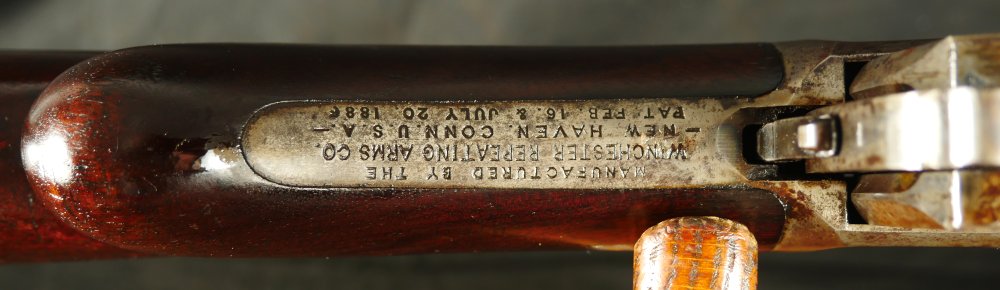 MANUFACTURED BY THE
WINCHESTER REPEATING ARMS CO.
— NEW HAVEN. CONN. U.S.A. —
PAT. FEB. 16. & JULY 20. 1886